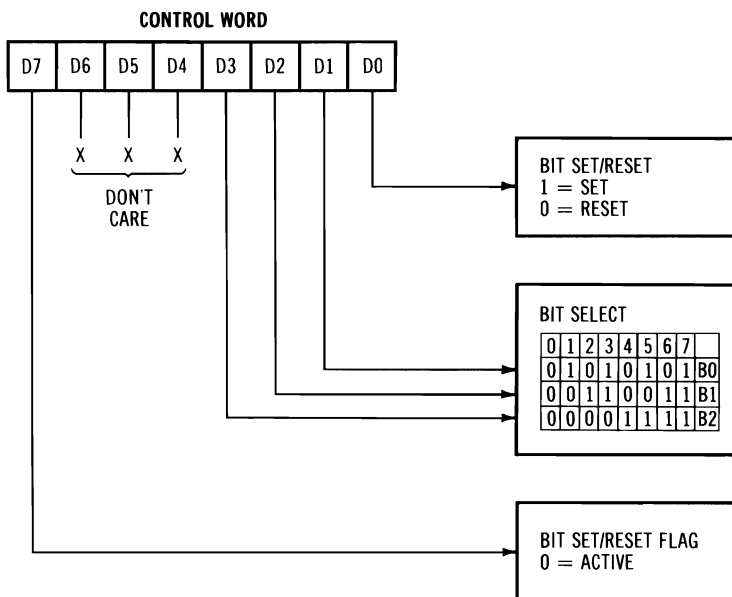 CONTROL WORD
D7 D6 D5 D4 D3 D2 D1 D0
X X X
DON'T
CARE
BIT SET/RESET
1 = SET
0 = RESET
BIT SELECT
0 1 2 3 4 5 6 7
0 1 0 1 0 1 0 1 B0
0 0 1 1 0 0 1 1 B1
0 0 0 0 1 1 1 1 B2
BIT SET/RESET FLAG
0 = ACTIVE